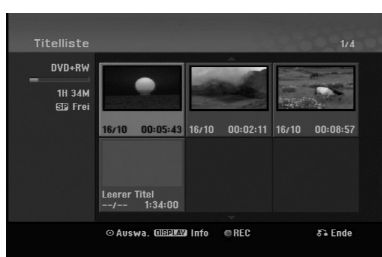 Titelliste 1/4
DVD+RW
1H 34M
SP Frei
16/10 00:05:43 16/10 00:02:11 16/10 00:08:57
Leerer Titel
--/-- 1:34:00
Auswa. DISPLAY Info REC Ende